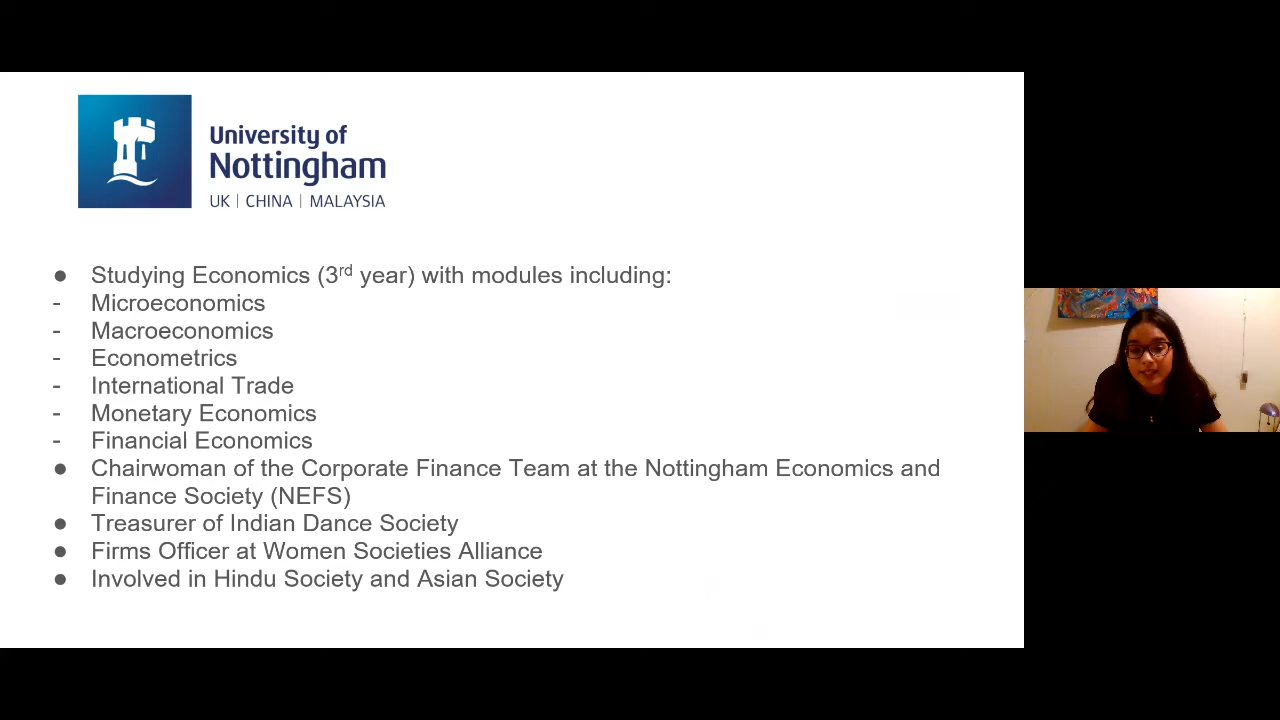 University of
Nottingham
UK | CHINA | MALAYSIA
● Studying Economics (3rd year) with modules including:
- Microeconomics
- Macroeconomics
- Econometrics
- International Trade
- Monetary Economics
- Financial Economics
● Chairwoman of the Corporate Finance Team at the Nottingham Economics and
Finance Society (NEFS)
● Treasurer of Indian Dance Society
● Firms Officer at Women Societies Alliance
● Involved in Hindu Society and Asian Society